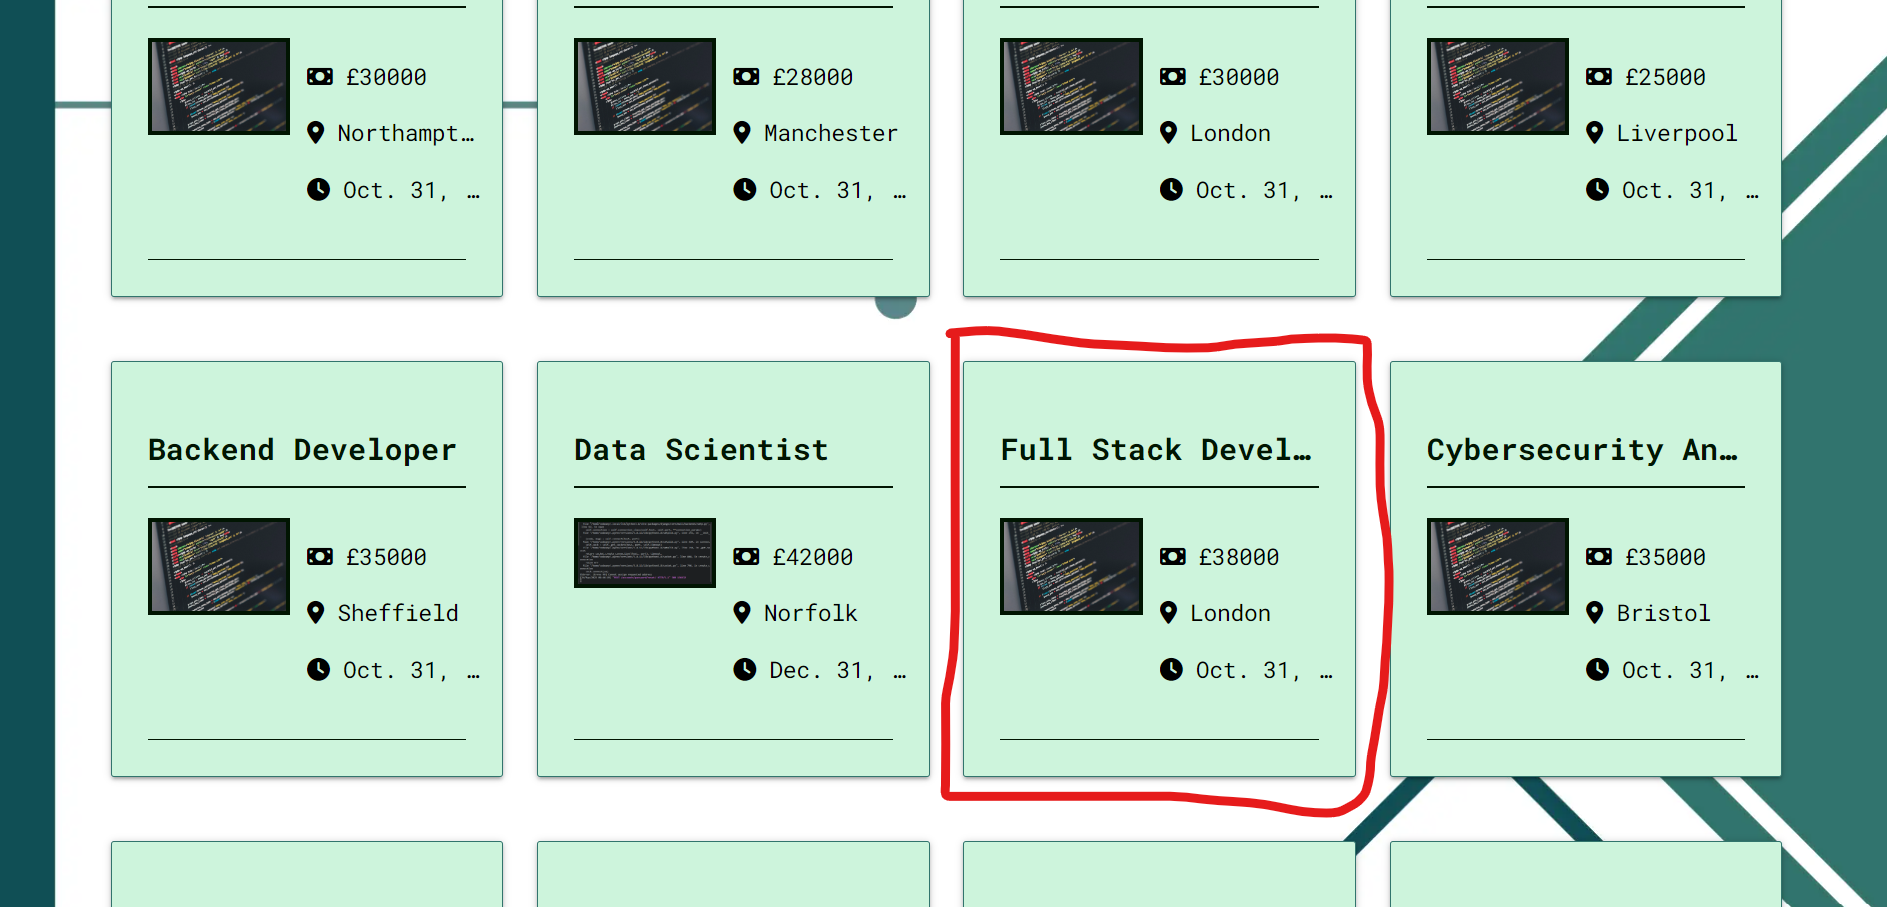 £30000 £28000 £30000 £25000
Northampt… Manchester London Liverpool
Oct. 31, … Oct. 31, … Oct. 31, … Oct. 31, …
Backend Developer Data Scientist Full Stack Devel… Cybersecurity An…
£35000 £42000 £38000 £35000
Sheffield Norfolk London Bristol
Oct. 31, … Dec. 31, … Oct. 31, … Oct. 31, …